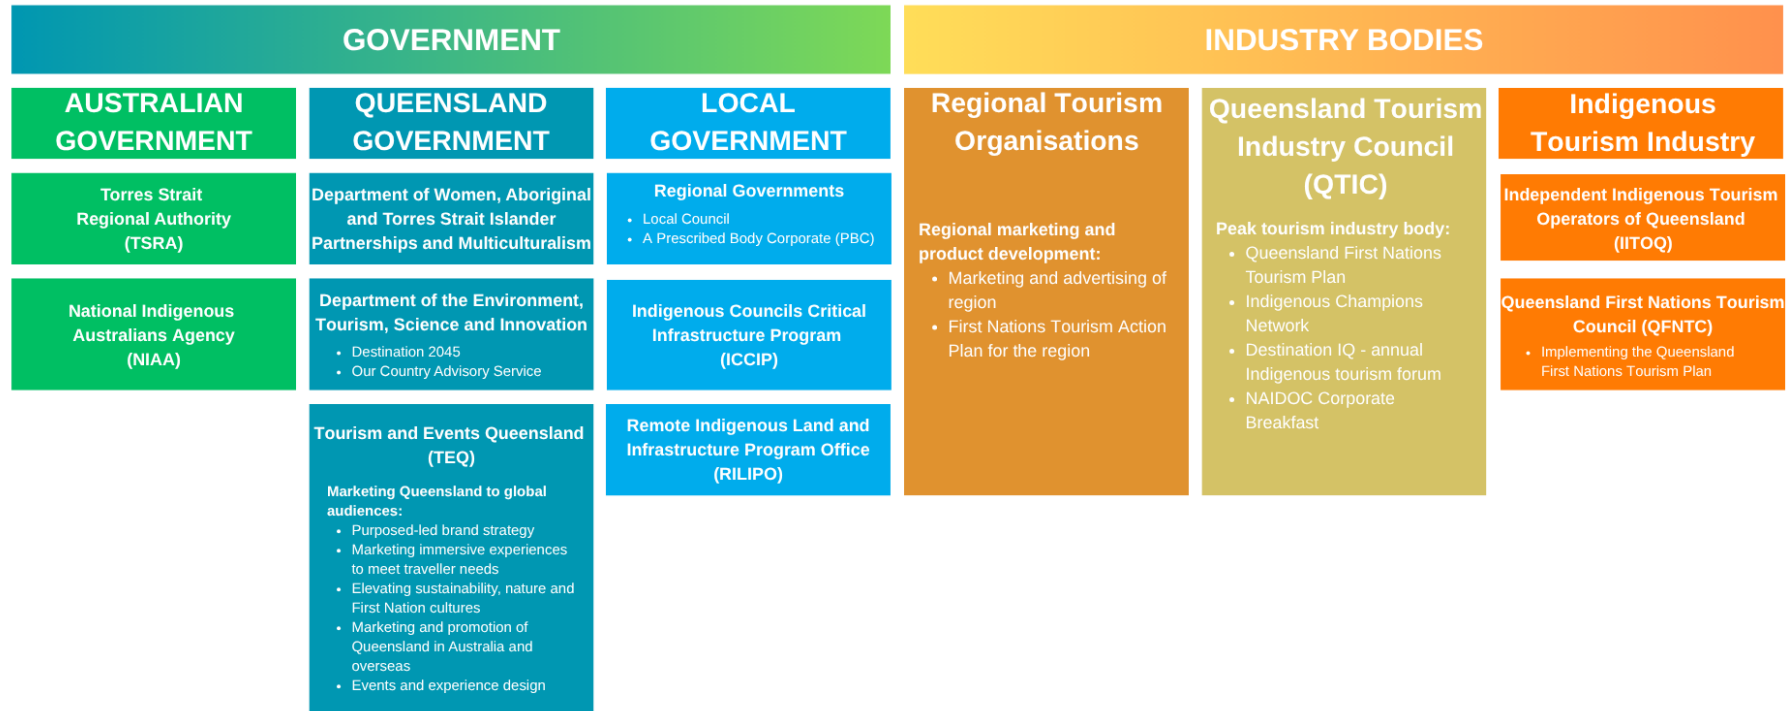 GOVERNMENT
AUSTRALIAN
GOVERNMENT
Torres Strait
Regional Authority
(TSRA)
National Indigenous
Australians Agency
(NIAA)
QUEENSLAND
GOVERNMENT
Department of Women, Aboriginal
and Torres Strait Islander
Partnerships and Multiculturalism
Department of the Environment,
Tourism, Science and Innovation
• Destination 2045
• Our Country Advisory Service
Tourism and Events Queensland
(TEQ)
Marketing Queensland to global
audiences:
• Purposed-led brand strategy
• Marketing immersive experiences
to meet traveller needs
• Elevating sustainability, nature and
First Nation cultures
• Marketing and promotion of
Queensland in Australia and
overseas
• Events and experience design
LOCAL
GOVERNMENT
Regional Governments
• Local Council
• A Prescribed Body Corporate (PBC)
Indigenous Councils Critical
Infrastructure Program
(ICCIP)
Remote Indigenous Land and
Infrastructure Program Office
(RILIPO)
INDUSTRY BODIES
Regional Tourism
Organisations
Regional marketing and
product development:
• Marketing and advertising of
region
• First Nations Tourism Action
Plan for the region
Queensland Tourism
Industry Council
(QTIC)
Peak tourism industry body:
• Queensland First Nations
Tourism Plan
• Indigenous Champions
Network
• Destination IQ - annual
Indigenous tourism forum
• NAIDOC Corporate
Breakfast
Indigenous
Tourism Industry
Independent Indigenous Tourism
Operators of Queensland
(IITOQ)
Queensland First Nations Tourism
Council (QFNTC)
• Implementing the Queensland
First Nations Tourism Plan